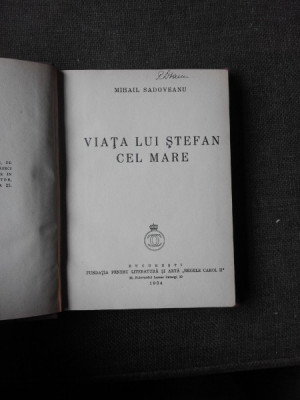 MIHAIL SADOVEANU
VIAȚA LUI ȘTEFAN
CEL MARE
BUCUREȘTI
FUNDAȚIA PENTRU LITERATURĂ ȘI ARTĂ „REGELE CAROL II”
1934